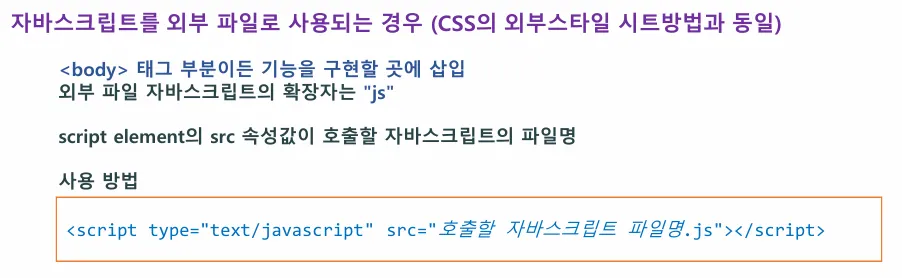 자바스크립트를 외부 파일로 사용되는 경우 (CSS의 외부스타일 시트방법과 동일)
<body> 태그 부분이든 기능을 구현할 곳에 삽입
외부 파일 자바스크립트의 확장자는 "js"
script element의 src 속성값이 호출할 자바스크립트의 파일명
사용 방법
<script type="text/javascript" src="호출할 자바스크립트 파일명.js"></script>